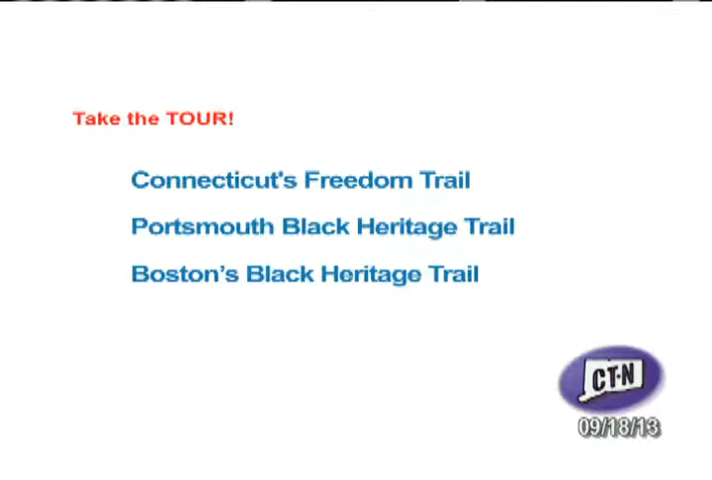 Take the TOUR!
Connecticut's Freedom Trail
Portsmouth Black Heritage Trail
Boston’s Black Heritage Trail
CT-N
09/18/13